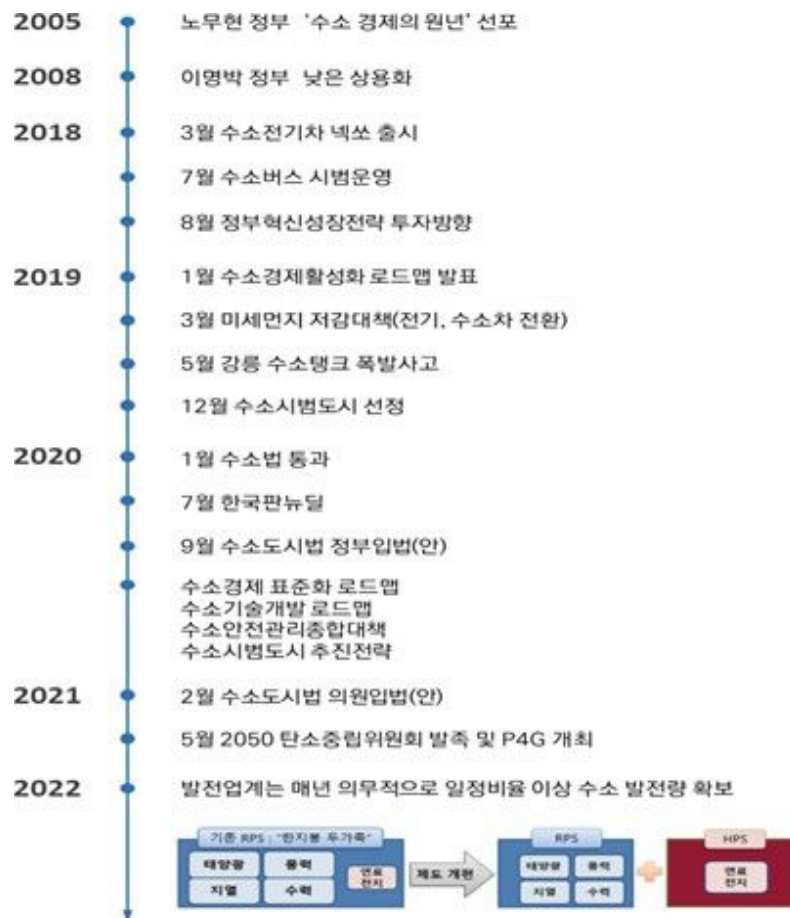 2005 노무현 정부 '수소 경제의 원년' 선포
2008 이명박 정부 낮은 상용화
2018 3월 수소전기차 넥쏘 출시
7월 수소버스 시범운영
8월 정부혁신성장전략 투자방향
2019 1월 수소경제활성화 로드맵 발표
3월 미세먼지 저감대책(전기, 수소차 전환)
5월 강릉 수소탱크 폭발사고
12월 수소시범도시 선정
2020 1월 수소법 통과
7월 한국판뉴딜
9월 수소도시법 정부입법(안)
수소경제 표준화 로드맵
수소기술개발 로드맵
수소안전관리종합대책
수소시범도시 추진전략
2021 2월 수소도시법 의원입법(안)
5월 2050 탄소중립위원회 발족 및 P4G 개최
2022 발전업계는 매년 의무적으로 일정비율 이상 수소 발전량 확보
기존 RPS : "한지붕 두가족"
태양광 풍력
지열 수력
연료
전지
제도 개편
RPS
태양광 풍력
지열 수력
HPS
연료
전지